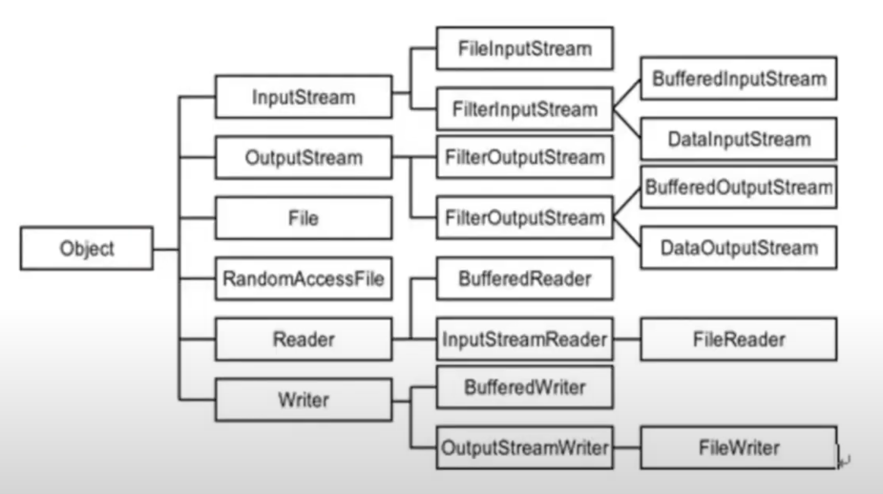 Object
InputStream
OutputStream
File
RandomAccessFile
Reader
Writer
FileInputStream
FilterInputStream
FilterOutputStream
FilterOutputStream
BufferedReader
InputStreamReader
BufferedWriter
OutputStreamWriter
BufferedInputStream
DataInputStream
BufferedOutputStream
DataOutputStream
FileReader
FileWriter